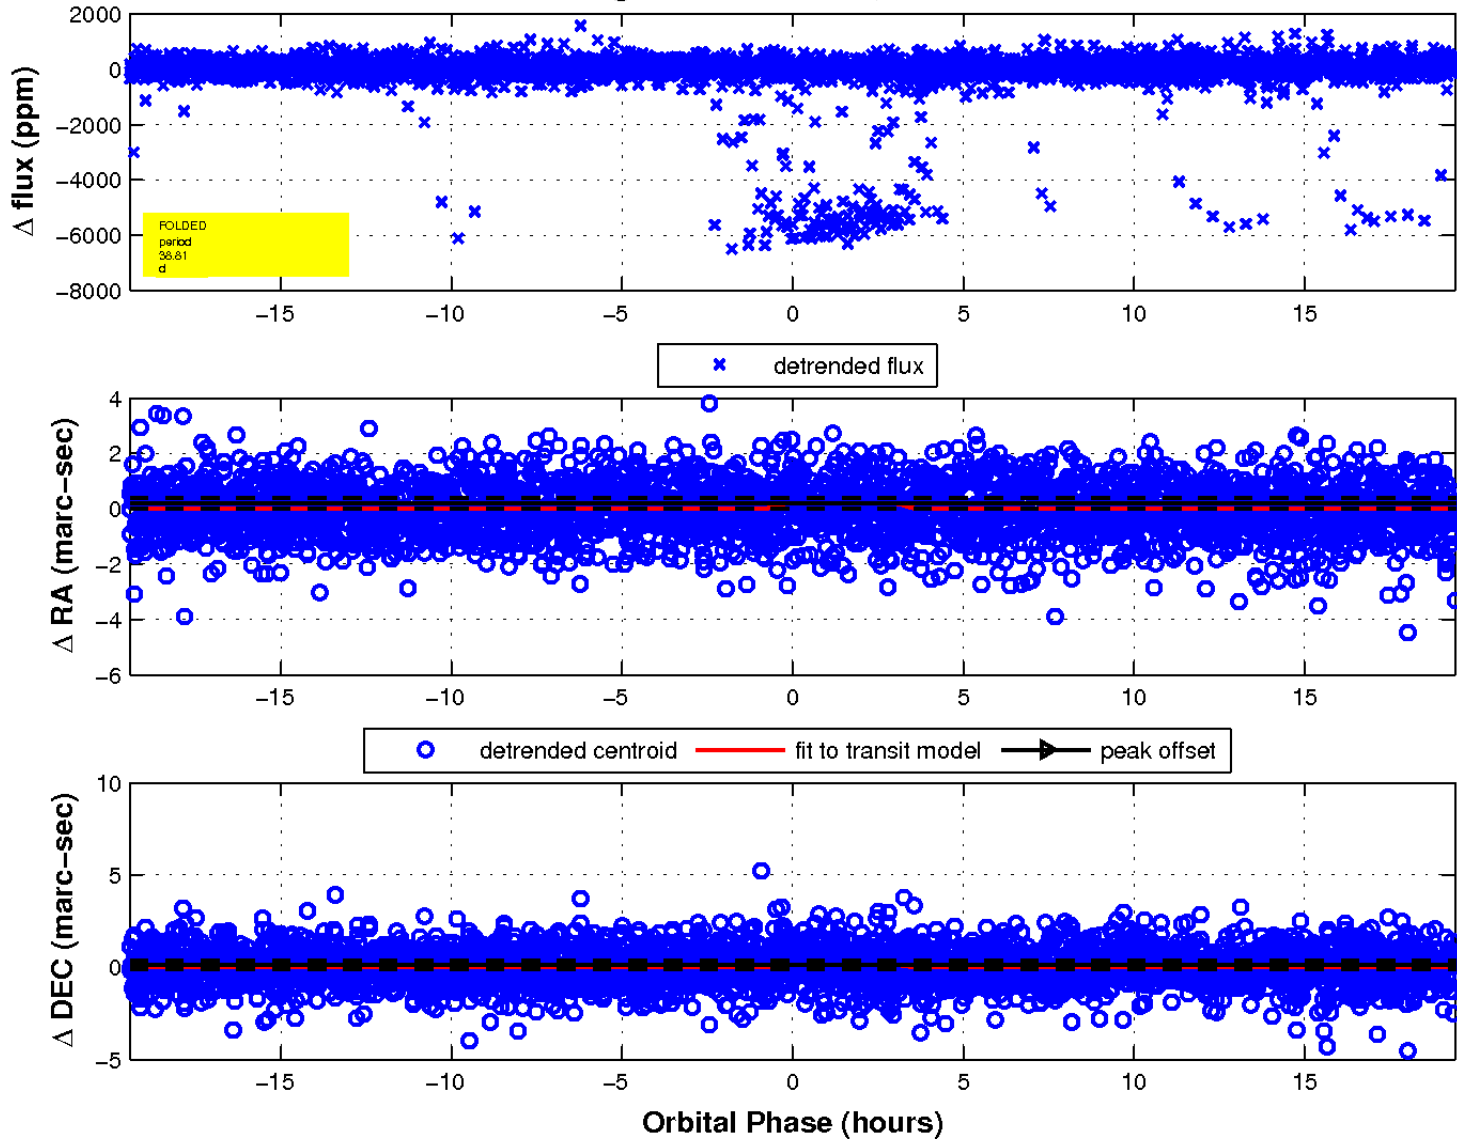 2000
0
−2000
−4000
−6000
−8000
Δ flux (ppm)
FOLDED
period
38.81
d
−15 −10 −5 0 5 10 15
detrended flux
4
2
0
−2
−4
−6
Δ RA (marc−sec)
−15 −10 −5 0 5 10 15
detrended centroid fit to transit model peak offset
10
5
0
−5
Δ DEC (marc−sec)
−15 −10 −5 0 5 10 15
Orbital Phase (hours)